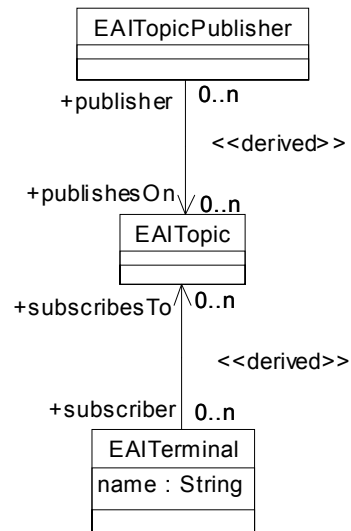 EAITopicPublisher
+publisher 0..n
<<derived>>
+publishesOn 0..n
EAITopic
+subscribesTo 0..n
<<derived>>
+subscriber 0..n
EAITerminal
name : String